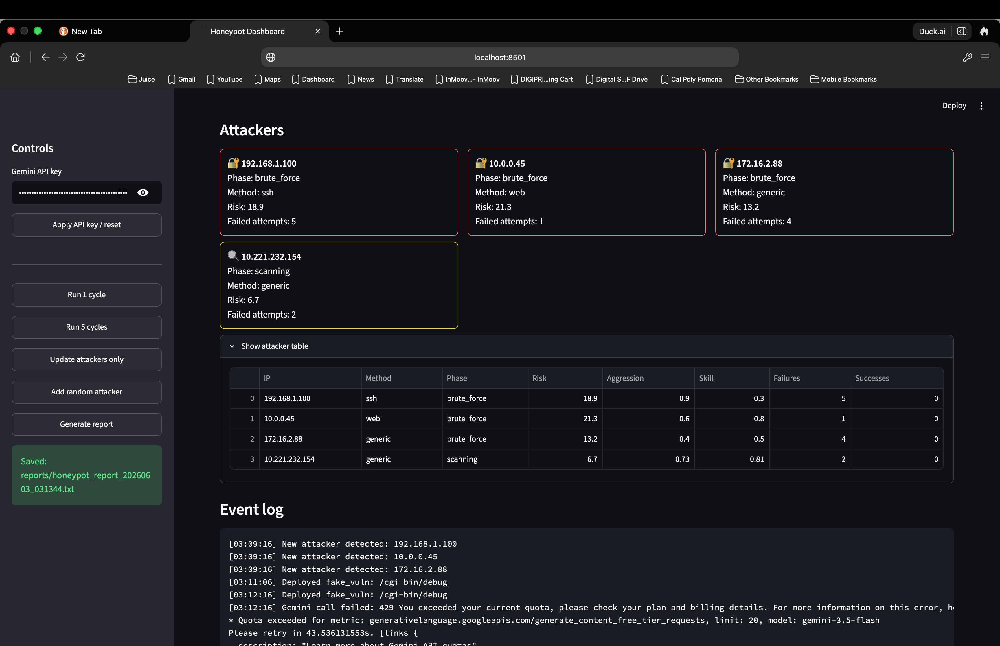 New Tab
Honeypot Dashboard
Duck.ai
localhost:8501
Juice
Gmail
YouTube
Maps
Dashboard
News
Translate
InMoov...- InMoov
DIGIPRI...ing Cart
Digital S...F Drive
Cal Poly Pomona
Other Bookmarks
Mobile Bookmarks
Deploy
Controls
Gemini API key
Apply API key / reset
Run 1 cycle
Run 5 cycles
Update attackers only
Add random attacker
Generate report
Saved:
reports/honeypot_report_202606
03_031344.txt
Attackers
192.168.1.100
Phase: brute_force
Method: ssh
Risk: 18.9
Failed attempts: 5
10.0.0.45
Phase: brute_force
Method: web
Risk: 21.3
Failed attempts: 1
172.16.2.88
Phase: brute_force
Method: generic
Risk: 13.2
Failed attempts: 4
10.221.232.154
Phase: scanning
Method: generic
Risk: 6.7
Failed attempts: 2
Show attacker table
IP Method Phase Risk Aggression Skill Failures Successes
0 192.168.1.100 ssh brute_force 18.9 0.9 0.3 5 0
1 10.0.0.45 web brute_force 21.3 0.6 0.8 1 0
2 172.16.2.88 generic brute_force 13.2 0.4 0.5 4 0
3 10.221.232.154 generic scanning 6.7 0.73 0.81 2 0
Event log
[03:09:16] New attacker detected: 192.168.1.100
[03:09:16] New attacker detected: 10.0.0.45
[03:09:16] New attacker detected: 172.16.2.88
[03:11:06] Deployed fake_vuln: /cgi-bin/debug
[03:12:16] Deployed fake_vuln: /cgi-bin/debug
[03:12:16] Gemini call failed: 429 You exceeded your current quota, please check your plan and billing details. For more information on this error,
* Quota exceeded for metric: generativelanguage.googleapis.com/generate_content_free_tier_requests, limit: 20, model: gemini-3.5-flash
Please retry in 43.536131553s. [links {
description: "Learn more about Gemini API quotas"